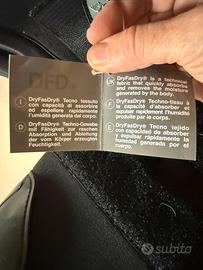 DFD
I
DryFasDry® Tecno tessuto
con capacità di assorbire
ed espellere rapidamente
l'umidità generata dal corpo.
D
DryFasDry® Techno-Gewebe
mit Fähigkeit zur raschen
Absorption und Ableitung
der vom Körper erzeugten
Feuchtigkeit.
DryFasDry® is a technical
fabric that quickly absorbs
and removes the moisture
generated by the body.
F
DryFasDry® Techno-tissu à
la capacité d'absorber et
expulser rapidement l'humidité
produite par le corps.
E
DryFasDry® Tecno tejido
con capacidad de absorber
y expulsar rapidamente la
humedad generada por el
cuerpo.
subito